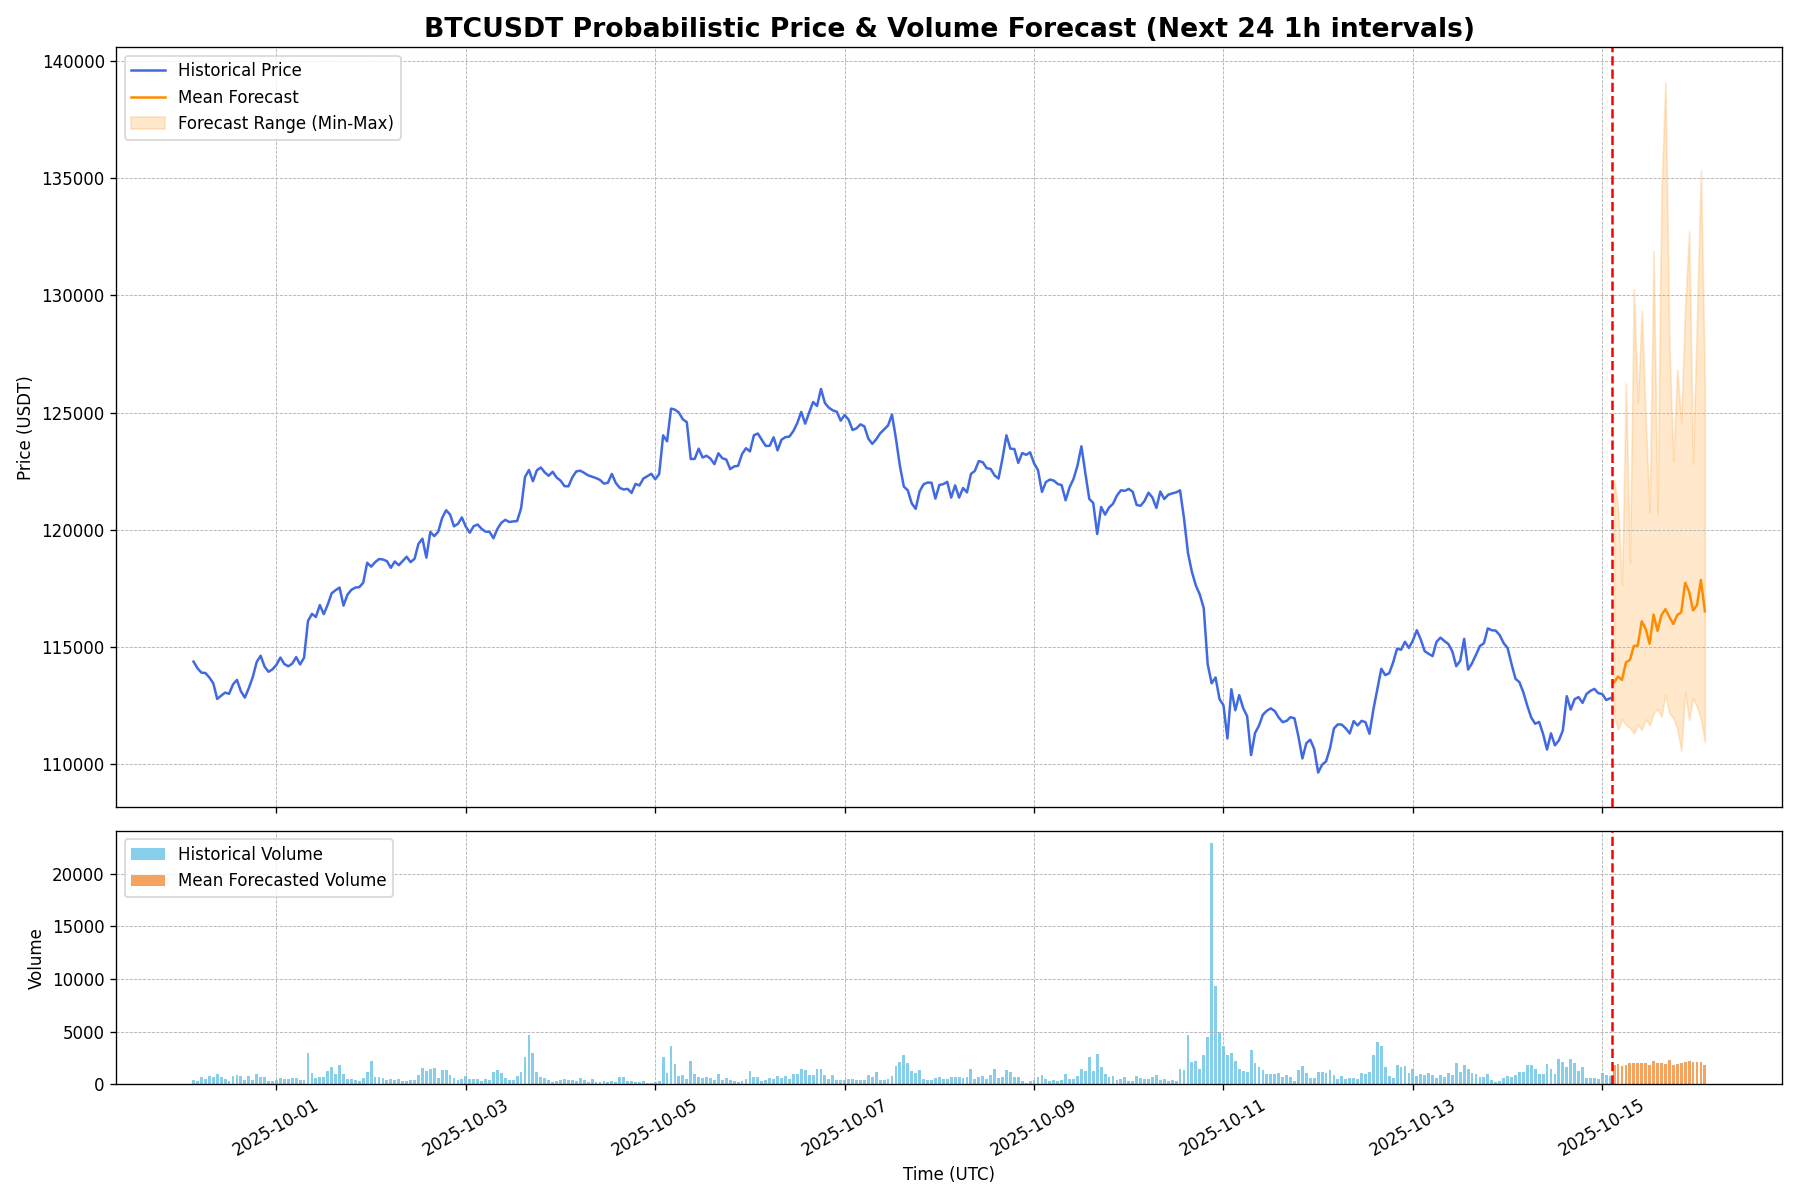 BTCUSDT Probabilistic Price & Volume Forecast (Next 24 1h intervals)
Historical Price
Mean Forecast
Forecast Range (Min-Max)
140000
135000
130000
125000
120000
115000
110000
Price (USDT)
Historical Volume
Mean Forecasted Volume
20000
15000
10000
5000
0
Volume
2025-10-01
2025-10-03
2025-10-05
2025-10-07
2025-10-09
2025-10-11
2025-10-13
2025-10-15
Time (UTC)